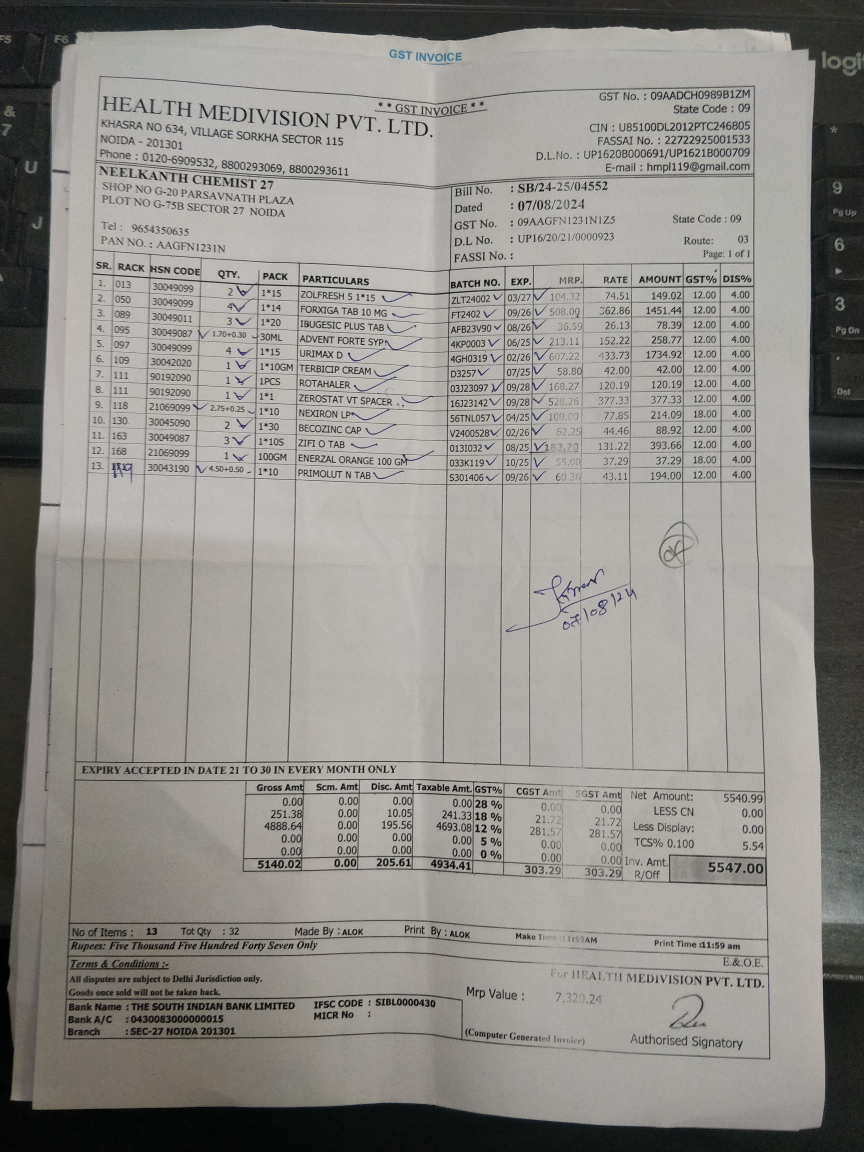 GST INVOICE
** GST INVOICE **
HEALTH MEDIVISION PVT. LTD.
KHASRA NO 634, VILLAGE SORKHA SECTOR 115
NOIDA - 201301
Phone : 0120-6909532, 8800293069, 8800293611
GST No. : 09AADCH0989B1ZM
State Code : 09
CIN : U85100DL2012PTC246805
FASSAI No. : 22722925001533
D.L.No. : UP1620B000691/UP1621B000709
E-mail : hmpl119@gmail.com
NEELKANTH CHEMIST 27
SHOP NO G-20 PARSAVNATH PLAZA
PLOT NO G-75B SECTOR 27 NOIDA
Tel : 9654350635
PAN NO. : AAGFN1231N
Bill No. : SB/24-25/04552
Dated : 07/08/2024
GST No. : 09AAGFN1231N1Z5 State Code : 09
D.L No. : UP16/20/21/0000923 Route: 03
FASSI No. : Page: 1 of 1
SR. RACK HSN CODE QTY. PACK PARTICULARS BATCH NO. EXP. MRP. RATE AMOUNT GST% DIS%
1. 013 30049099 2 1*15 ZOLFRESH 5 1*15 ZLT24002 03/27 104.32 74.51 149.02 12.00 4.00
2. 050 30049099 4 1*14 FORXIGA TAB 10 MG FT2402 09/26 508.00 362.86 1451.44 12.00 4.00
3. 089 30049011 3 1*20 IBUGESIC PLUS TAB AFB23V90 08/26 36.59 26.13 78.39 12.00 4.00
4. 095 30049087 1.70+0.30 30ML ADVENT FORTE SYP 4KP0003 06/25 213.11 152.22 258.77 12.00 4.00
5. 097 30049099 4 1*15 URIMAX D 4GH0319 02/26 607.22 433.73 1734.92 12.00 4.00
6. 109 30042020 1 1*10GM TERBICIP CREAM D3257 07/25 58.80 42.00 42.00 12.00 4.00
7. 111 90192090 1 1PCS ROTAHALER 03J23097 09/28 168.27 120.19 120.19 12.00 4.00
8. 111 90192090 1 1*1 ZEROSTAT VT SPACER 16J23142 09/28 528.26 377.33 377.33 12.00 4.00
9. 118 21069099 2.75+0.25 1*10 NEXIRON LP 56TNL057 04/25 109.00 77.85 214.09 18.00 4.00
10. 130 30045090 2 1*30 BECOZINC CAP V2400528 02/26 62.25 44.46 88.92 12.00 4.00
11. 163 30049087 3 1*10S ZIFI O TAB 013I032 08/25 183.70 131.22 393.66 12.00 4.00
12. 168 21069099 1 100GM ENERZAL ORANGE 100 GM 033K119 10/25 55.00 37.29 37.29 18.00 4.00
13. 119 30043190 4.50+0.50 1*10 PRIMOLUT N TAB S301406 09/26 60.36 43.11 194.00 12.00 4.00
OK
07/08/24
EXPIRY ACCEPTED IN DATE 21 TO 30 IN EVERY MONTH ONLY
Gross Amt Scm. Amt Disc. Amt Taxable Amt. GST% CGST Amt SGST Amt
0.00 0.00 0.00 0.00 28 % 0.00 0.00
251.38 0.00 10.05 241.33 18 % 21.72 21.72
4888.64 0.00 195.56 4693.08 12 % 281.57 281.57
0.00 0.00 0.00 0.00 5 % 0.00 0.00
0.00 0.00 0.00 0.00 0 % 0.00 0.00
5140.02 0.00 205.61 4934.41 303.29 303.29
Net Amount: 5540.99
LESS CN 0.00
Less Display: 0.00
TCS% 0.100 5.54
Inv. Amt. 5547.00
R/Off
No of Items : 13 Tot Qty : 32 Made By : ALOK Print By : ALOK Make Time :11:59AM Print Time :11:59 am
Rupees: Five Thousand Five Hundred Forty Seven Only
E.&.O.E.
Terms & Conditions :-
All disputes are subject to Delhi Jurisdiction only.
Goods once sold will not be taken back.
Bank Name : THE SOUTH INDIAN BANK LIMITED IFSC CODE : SIBL0000430
Bank A/C : 0430083000000015 MICR No :
Branch : SEC-27 NOIDA 201301
For HEALTH MEDIVISION PVT. LTD.
Mrp Value : 7,320.24
(Computer Generated Invoice) Authorised Signatory
F5
F6
&
7
U
J
logi
*
9
Pg Up
6
3
Pg Dn
Del